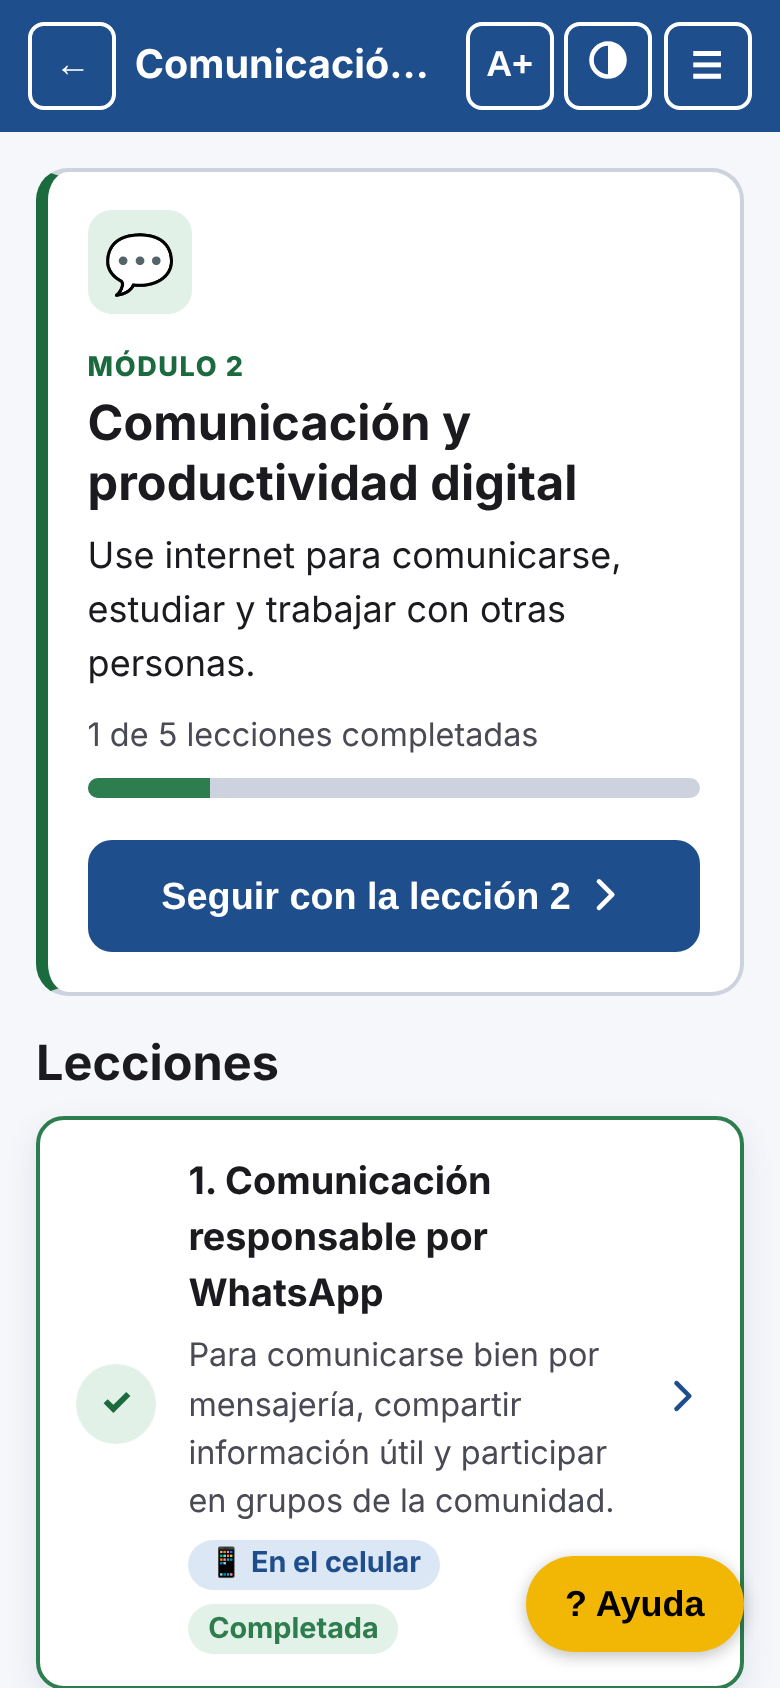 ← Comunicació... A+ ☰
MÓDULO 2
Comunicación y
productividad digital
Use internet para comunicarse,
estudiar y trabajar con otras
personas.
1 de 5 lecciones completadas
Seguir con la lección 2
Lecciones
1. Comunicación
responsable por
WhatsApp
Para comunicarse bien por
mensajería, compartir
información útil y participar
en grupos de la comunidad.
En el celular
Completada
? Ayuda